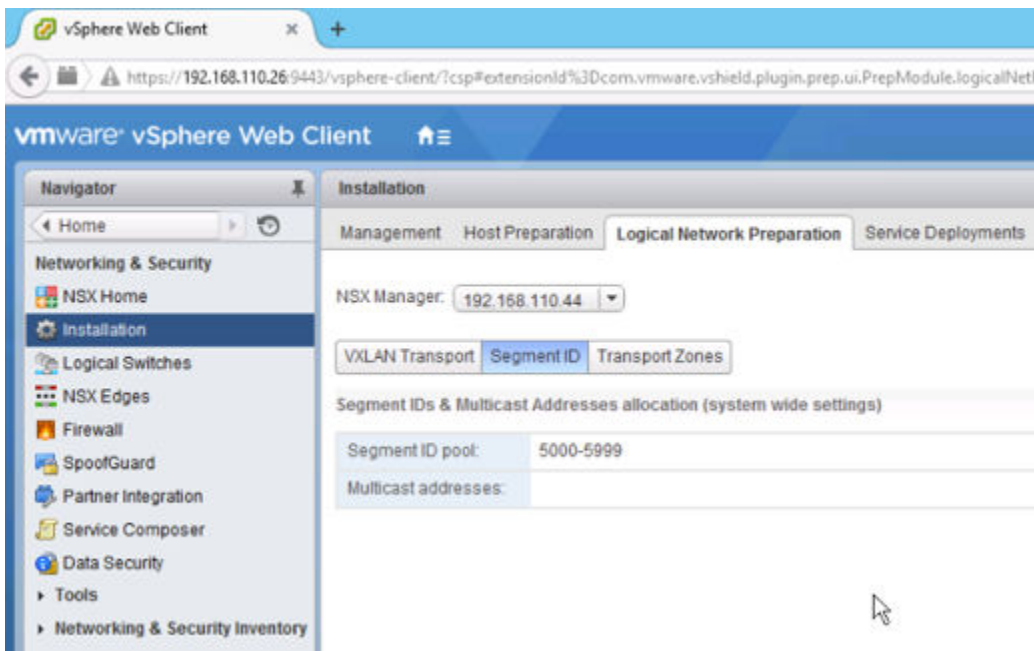 vSphere Web Client
https://192.168.110.26:9443/vsphere-client/?csp#extensionId%3Dcom.vmware.vshield.plugin.prep.ui.PrepModule.logicalNet
vmware vSphere Web Client
Navigator
Home
Networking & Security
NSX Home
Installation
Logical Switches
NSX Edges
Firewall
SpoofGuard
Partner Integration
Service Composer
Data Security
Tools
Networking & Security Inventory
Installation
Management Host Preparation Logical Network Preparation Service Deployments
NSX Manager: 192.168.110.44
VXLAN Transport Segment ID Transport Zones
Segment IDs & Multicast Addresses allocation (system wide settings)
Segment ID pool: 5000-5999
Multicast addresses: